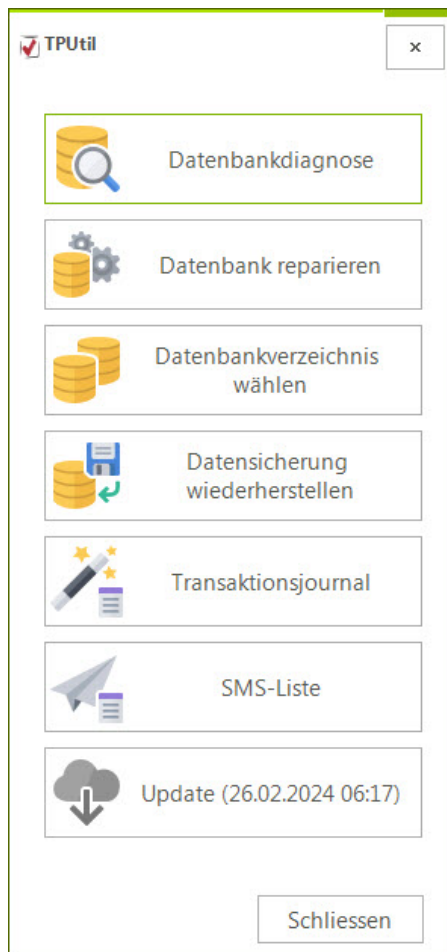 TPUtil
Datenbankdiagnose
Datenbank reparieren
Datenbankverzeichnis
wählen
Datensicherung
wiederherstellen
Transaktionsjournal
SMS-Liste
Update (26.02.2024 06:17)
Schliessen